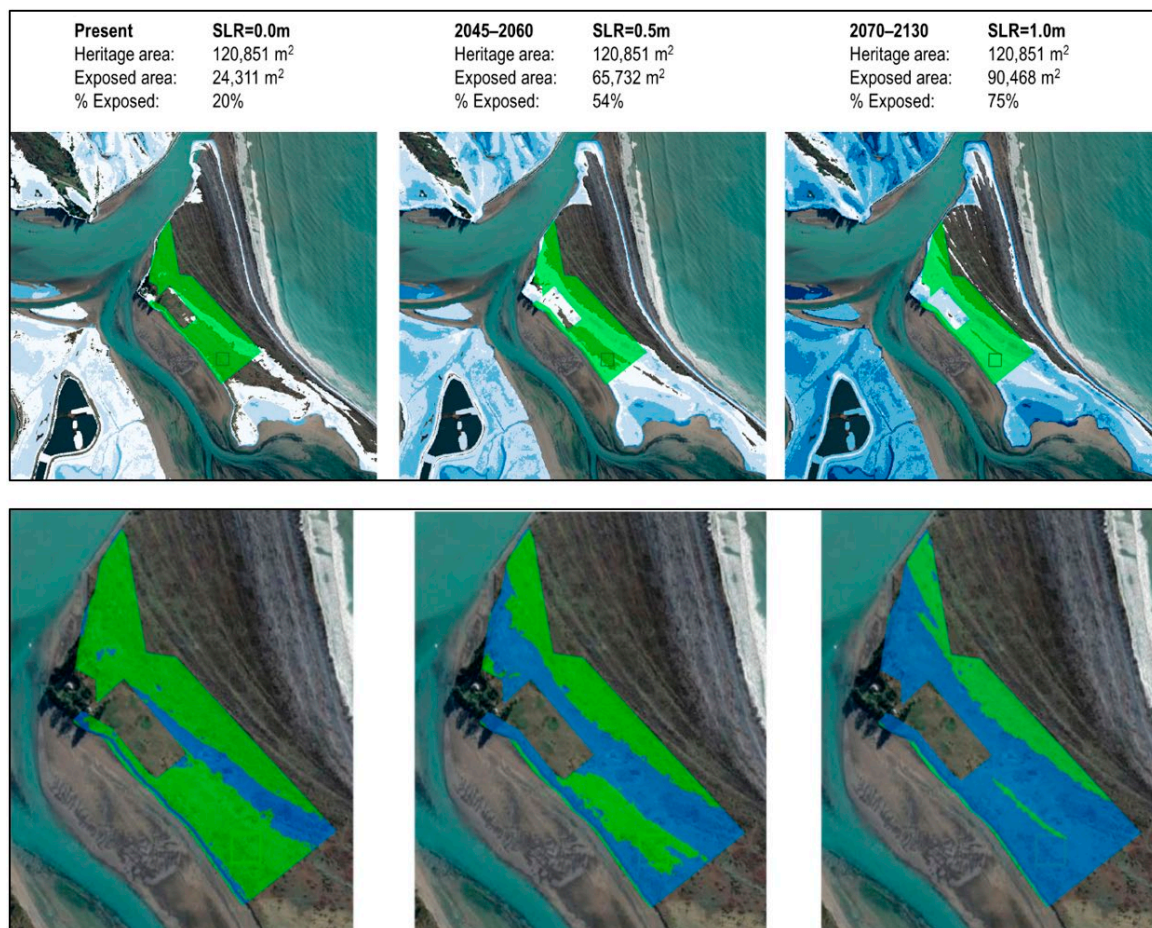 Present SLR=0.0m
Heritage area: 120,851 m²
Exposed area: 24,311 m²
% Exposed: 20%
2045–2060 SLR=0.5m
Heritage area: 120,851 m²
Exposed area: 65,732 m²
% Exposed: 54%
2070–2130 SLR=1.0m
Heritage area: 120,851 m²
Exposed area: 90,468 m²
% Exposed: 75%